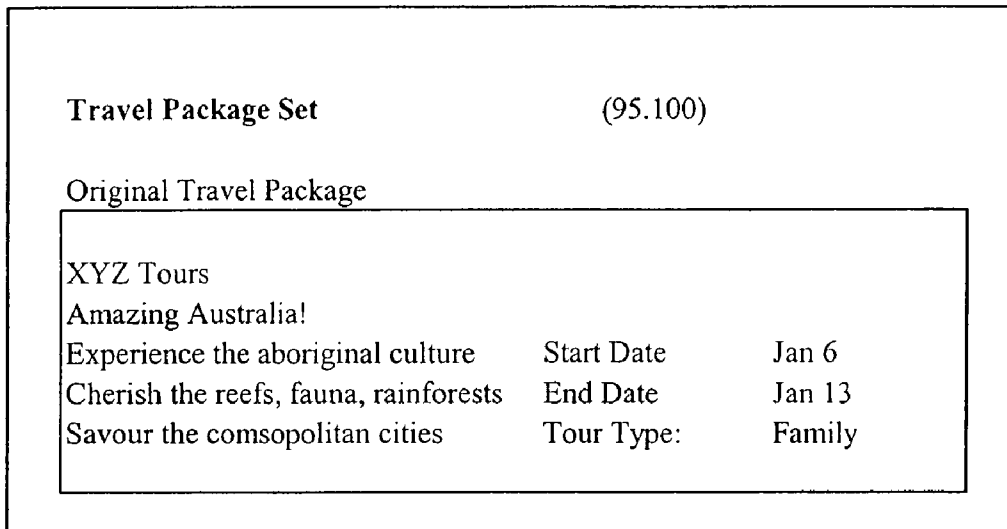 Travel Package Set (95.100)
Original Travel Package
XYZ Tours
Amazing Australia!
Experience the aboriginal culture Start Date Jan 6
Cherish the reefs, fauna, rainforests End Date Jan 13
Savour the comsopolitan cities Tour Type: Family